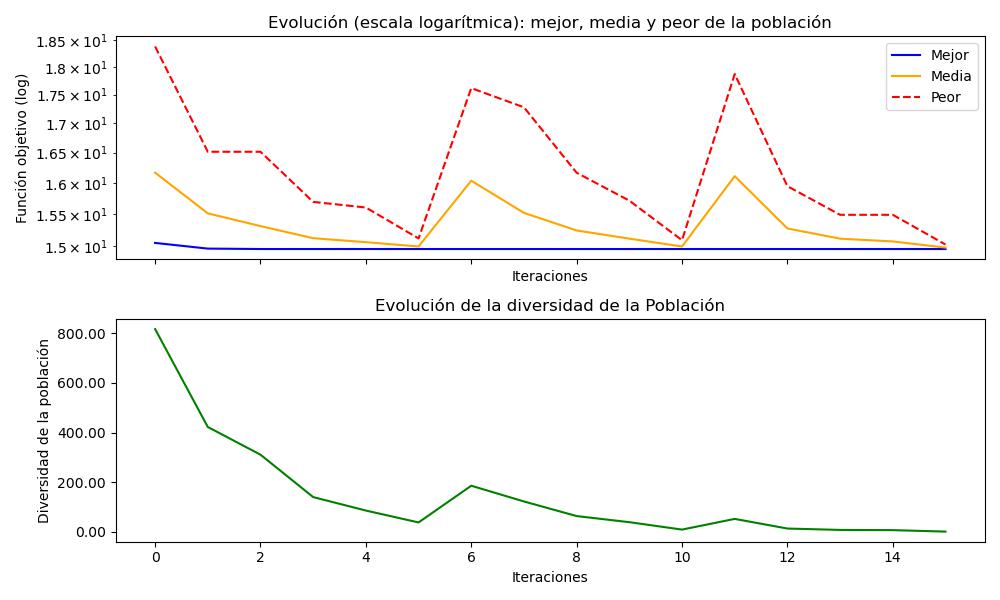 Evolución (escala logarítmica): mejor, media y peor de la población
Función objetivo (log)
1.85 × 10¹
1.8 × 10¹
1.75 × 10¹
1.7 × 10¹
1.65 × 10¹
1.6 × 10¹
1.55 × 10¹
1.5 × 10¹
Mejor
Media
Peor
Iteraciones
Evolución de la diversidad de la Población
Diversidad de la población
800.00
600.00
400.00
200.00
0.00
0 2 4 6 8 10 12 14
Iteraciones